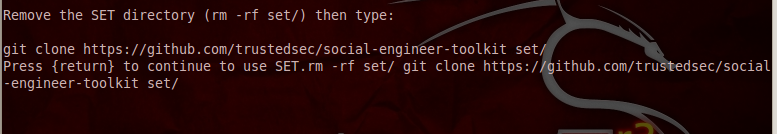 Remove the SET directory (rm -rf set/) then type:
git clone https://github.com/trustedsec/social-engineer-toolkit set/
Press {return} to continue to use SET.rm -rf set/ git clone https://github.com/trustedsec/social
-engineer-toolkit set/